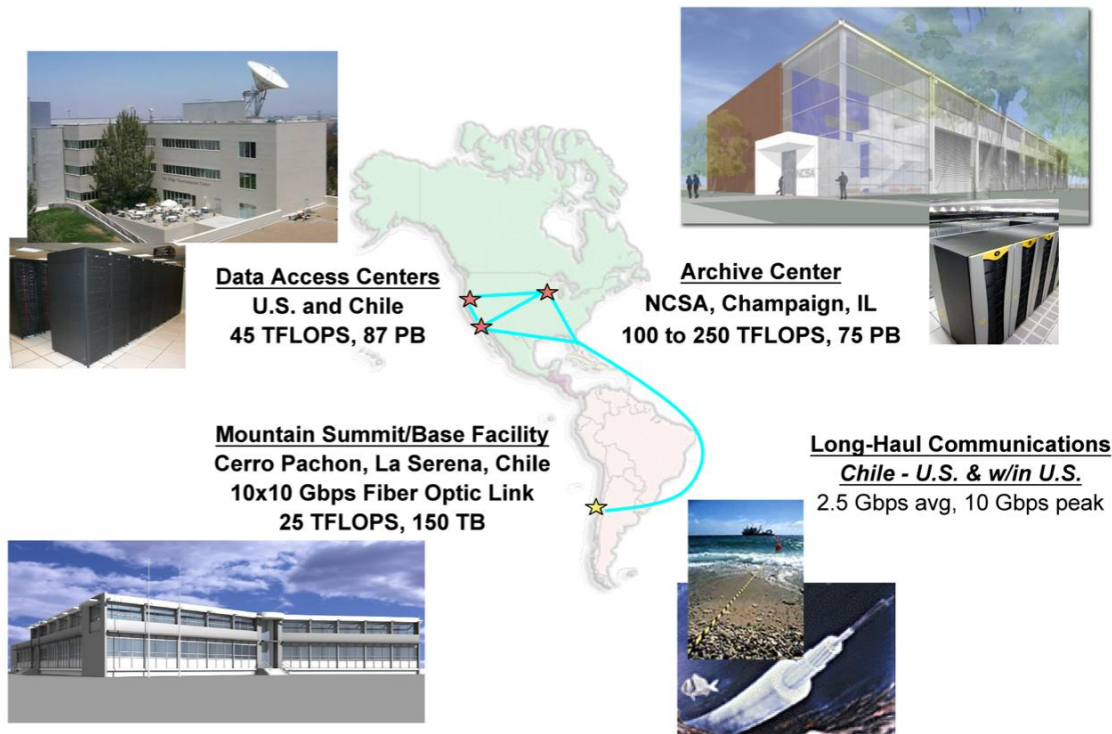 NCSA
Data Access Centers
U.S. and Chile
45 TFLOPS, 87 PB
Archive Center
NCSA, Champaign, IL
100 to 250 TFLOPS, 75 PB
Mountain Summit/Base Facility
Cerro Pachon, La Serena, Chile
10x10 Gbps Fiber Optic Link
25 TFLOPS, 150 TB
Long-Haul Communications
Chile - U.S. & w/in U.S.
2.5 Gbps avg, 10 Gbps peak